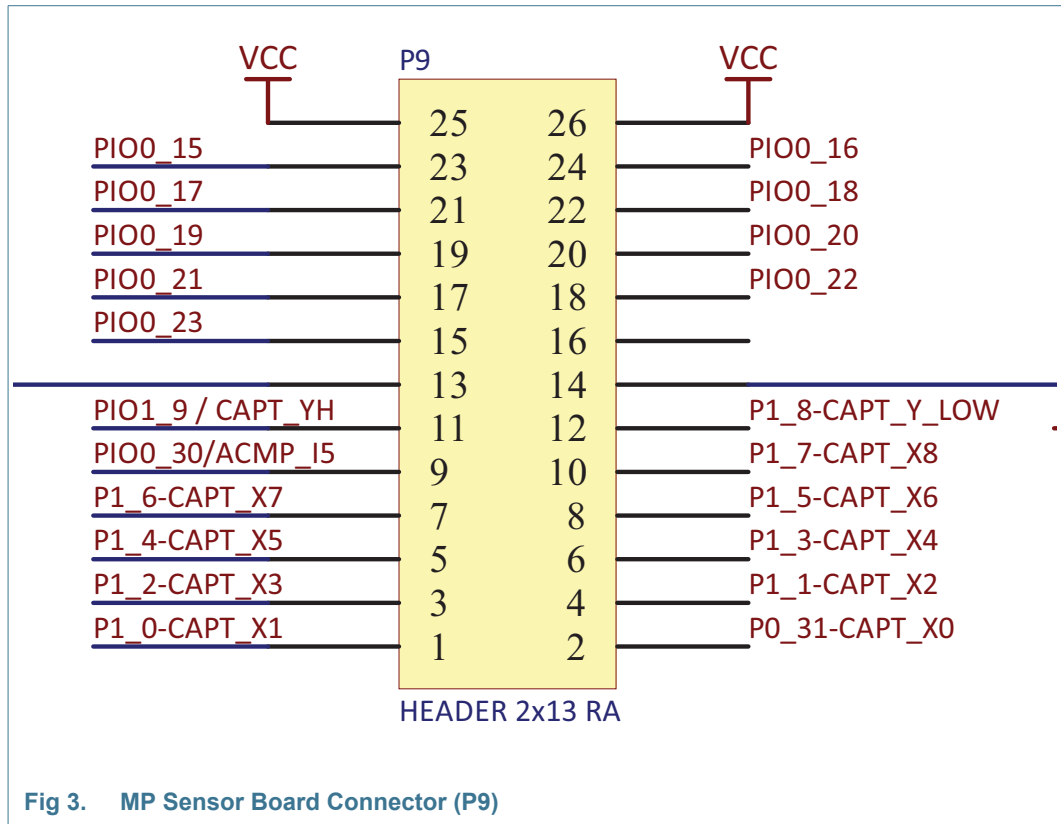 VCC P9 VCC
25 26
PIO0_15 23 24 PIO0_16
PIO0_17 21 22 PIO0_18
PIO0_19 19 20 PIO0_20
PIO0_21 17 18 PIO0_22
PIO0_23 15 16
13 14
PIO1_9 / CAPT_YH 11 12 P1_8-CAPT_Y_LOW
PIO0_30/ACMP_I5 9 10 P1_7-CAPT_X8
P1_6-CAPT_X7 7 8 P1_5-CAPT_X6
P1_4-CAPT_X5 5 6 P1_3-CAPT_X4
P1_2-CAPT_X3 3 4 P1_1-CAPT_X2
P1_0-CAPT_X1 1 2 P0_31-CAPT_X0
HEADER 2x13 RA
Fig 3. MP Sensor Board Connector (P9)